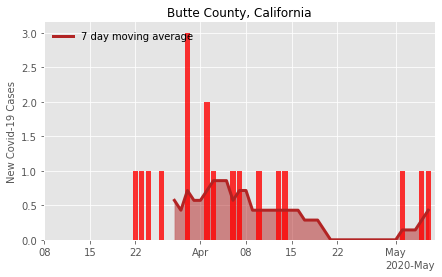 Butte County, California
7 day moving average
New Covid-19 Cases
3.0
2.5
2.0
1.5
1.0
0.5
0.0
08 15 22 Apr 08 15 22 May
2020-May